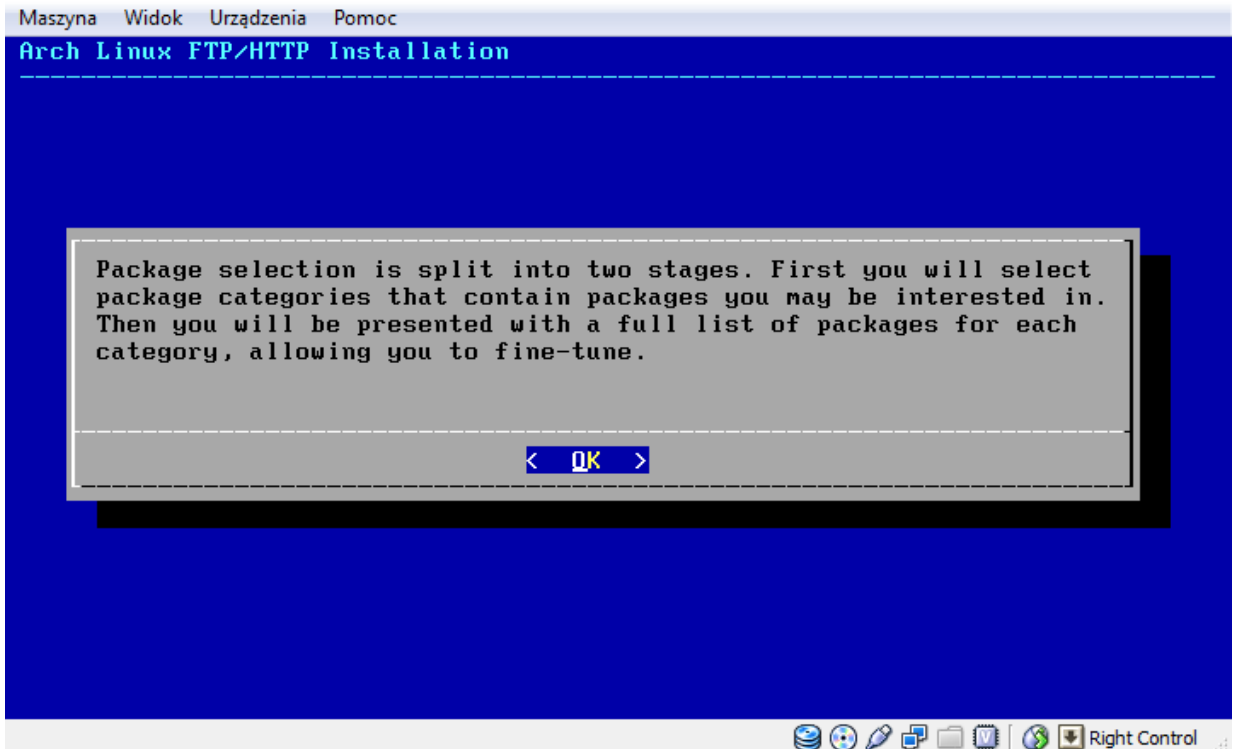 Maszyna Widok Urządzenia Pomoc
Arch Linux FTP/HTTP Installation
Package selection is split into two stages. First you will select
package categories that contain packages you may be interested in.
Then you will be presented with a full list of packages for each
category, allowing you to fine-tune.
< OK >
Right Control